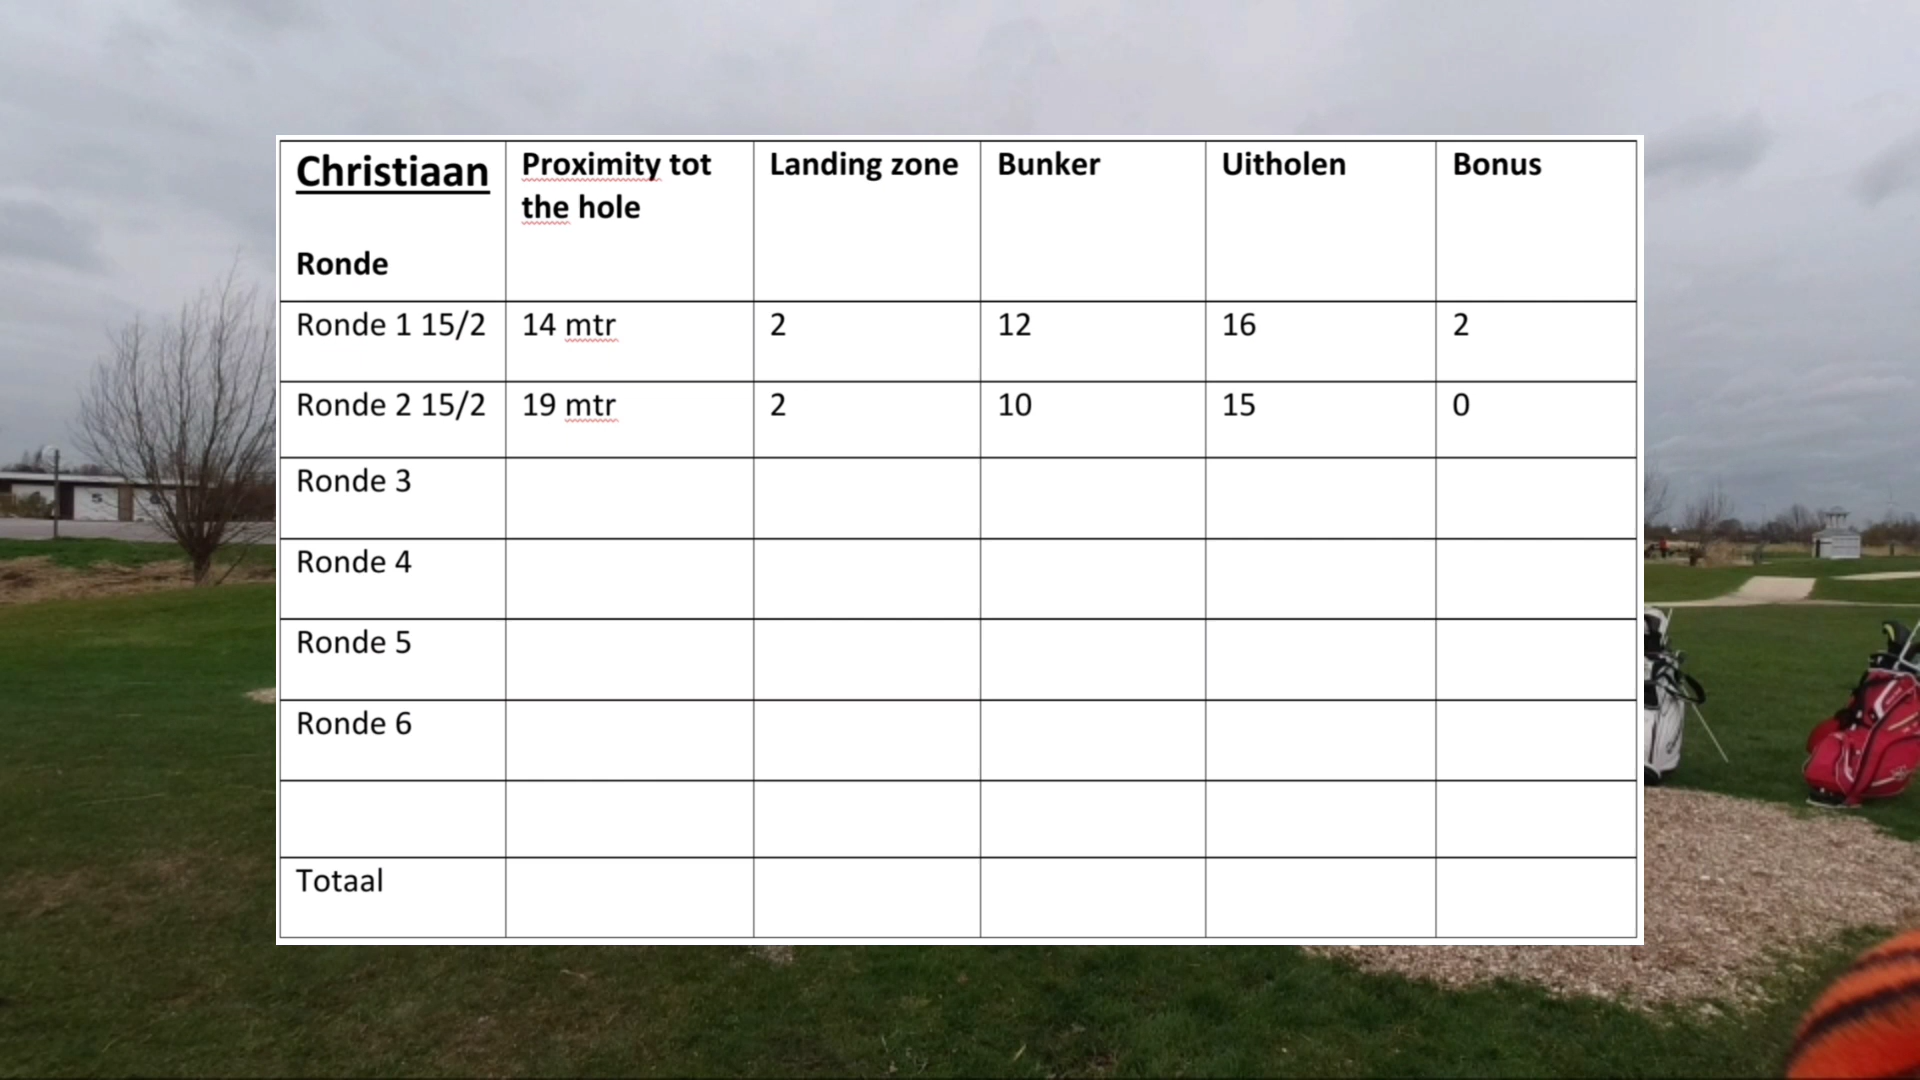 Christiaan
Ronde
Proximity tot
the hole
Landing zone
Bunker
Uitholen
Bonus
Ronde 1 15/2 14 mtr 2 12 16 2
Ronde 2 15/2 19 mtr 2 10 15 0
Ronde 3
Ronde 4
Ronde 5
Ronde 6
Totaal
5